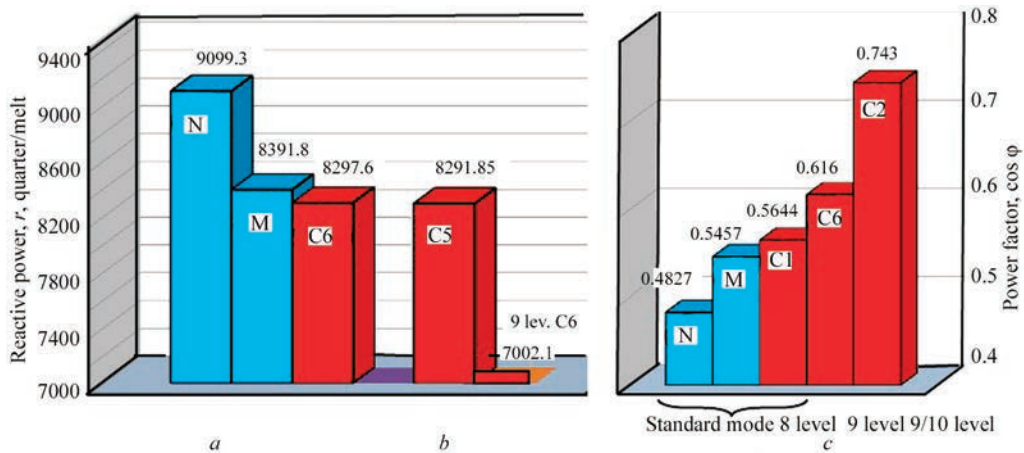 Reactive power, r, quarter/melt
9400
9000
8600
8200
7800
7400
7000
9099.3
8391.8
8297.6
8291.85
9 lev. C6
7002.1
N
M
C6
C5
a
b
0.743
0.616
0.5644
0.5457
0.4827
N
M
C1
C6
C2
0.8
0.7
0.6
0.5
0.4
Power factor, cos φ
Standard mode 8 level 9 level 9/10 level
c